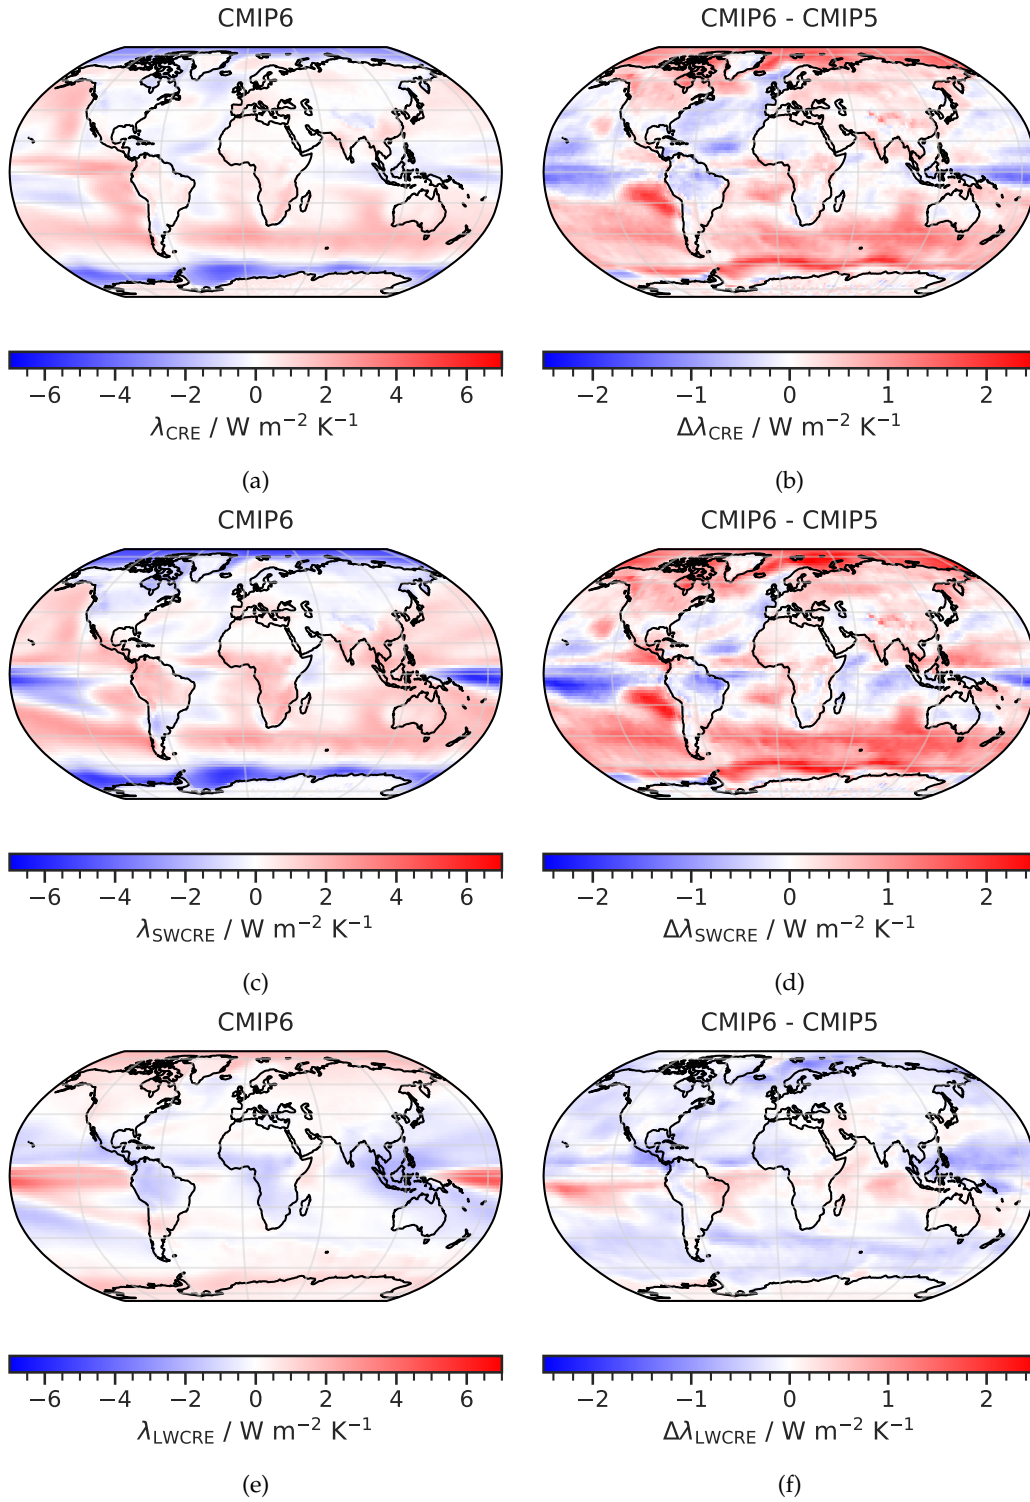 CMIP6
CMIP6 - CMIP5
−6 −4 −2 0 2 4 6
−2 −1 0 1 2
λCRE / W m−2 K−1
ΔλCRE / W m−2 K−1
(a)
(b)
CMIP6
CMIP6 - CMIP5
−6 −4 −2 0 2 4 6
−2 −1 0 1 2
λSWCRE / W m−2 K−1
ΔλSWCRE / W m−2 K−1
(c)
(d)
CMIP6
CMIP6 - CMIP5
−6 −4 −2 0 2 4 6
−2 −1 0 1 2
λLWCRE / W m−2 K−1
ΔλLWCRE / W m−2 K−1
(e)
(f)